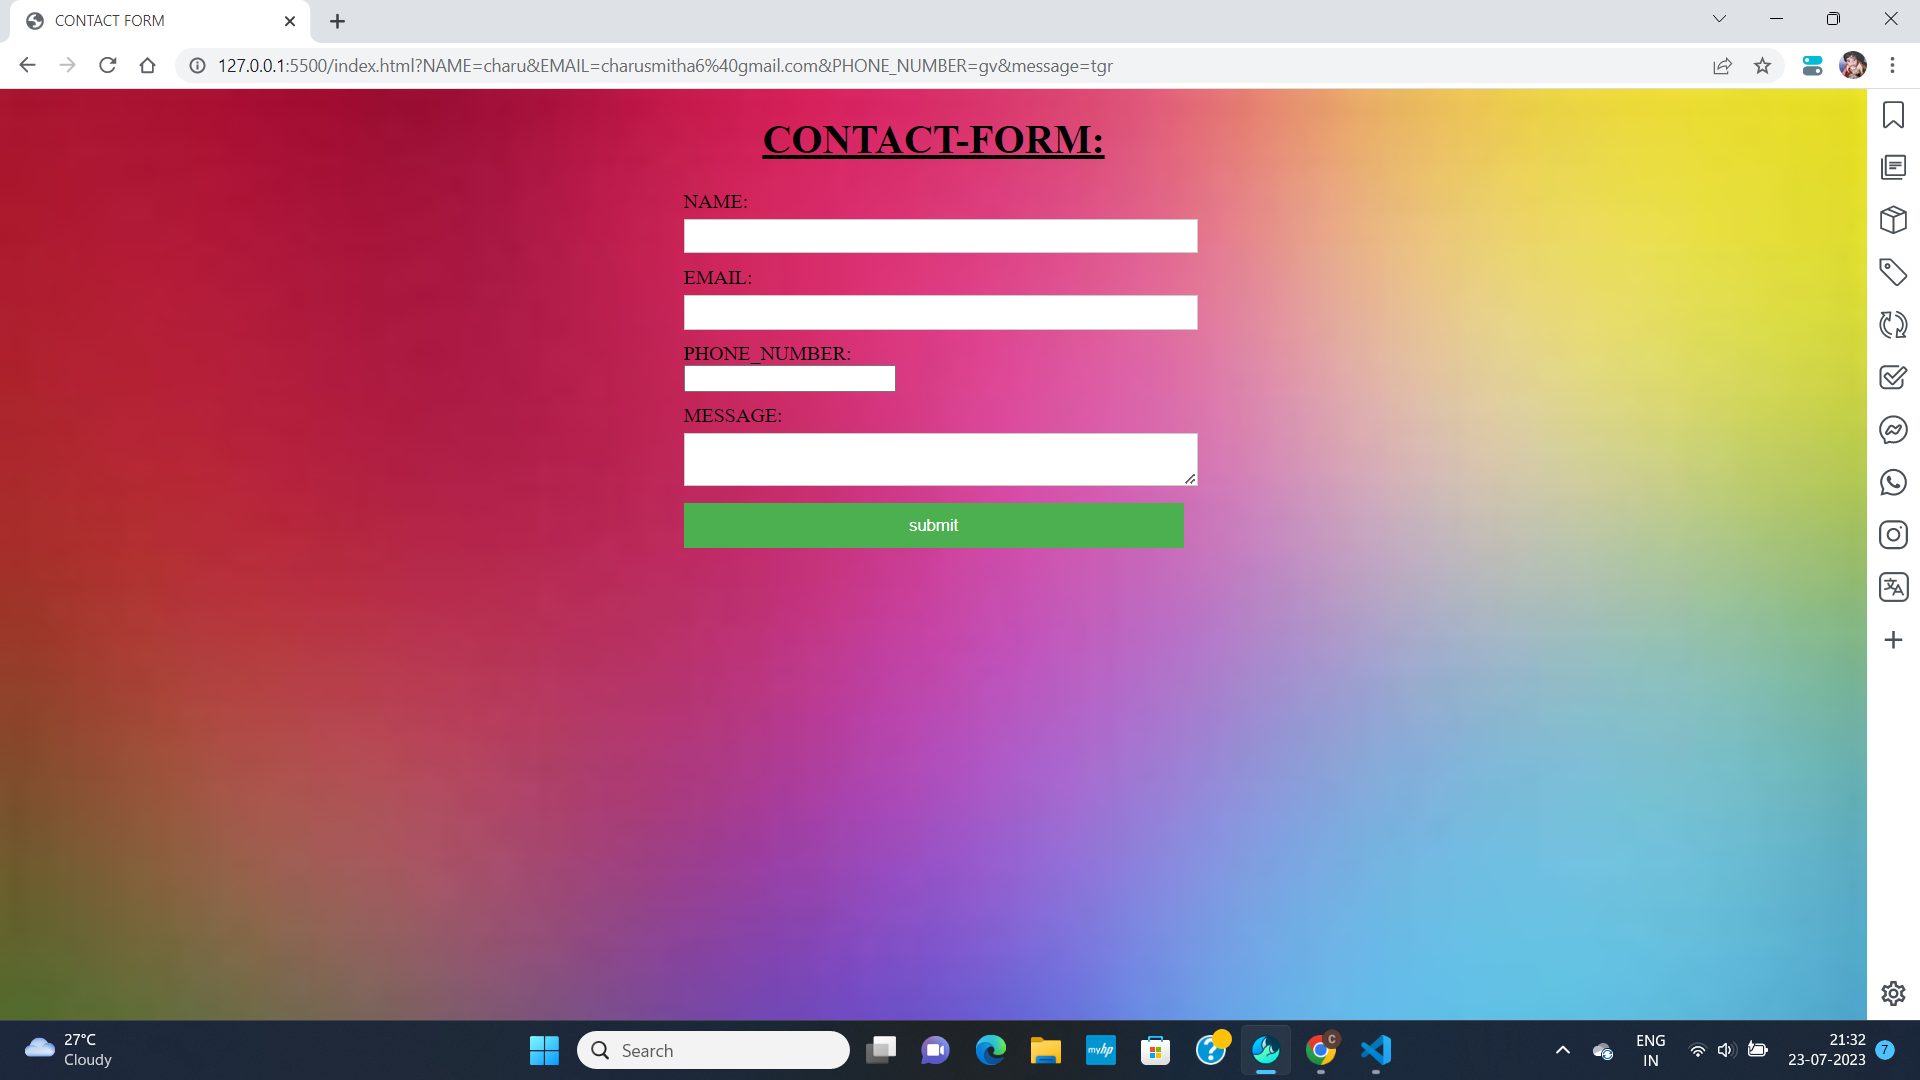 CONTACT FORM
127.0.0.1:5500/index.html?NAME=charu&EMAIL=charusmitha6%40gmail.com&PHONE_NUMBER=gv&message=tgr
CONTACT-FORM:
NAME:
EMAIL:
PHONE_NUMBER:
MESSAGE:
submit
27°C
Cloudy
Search
myhp
C
ENG
IN
21:32
23-07-2023
7